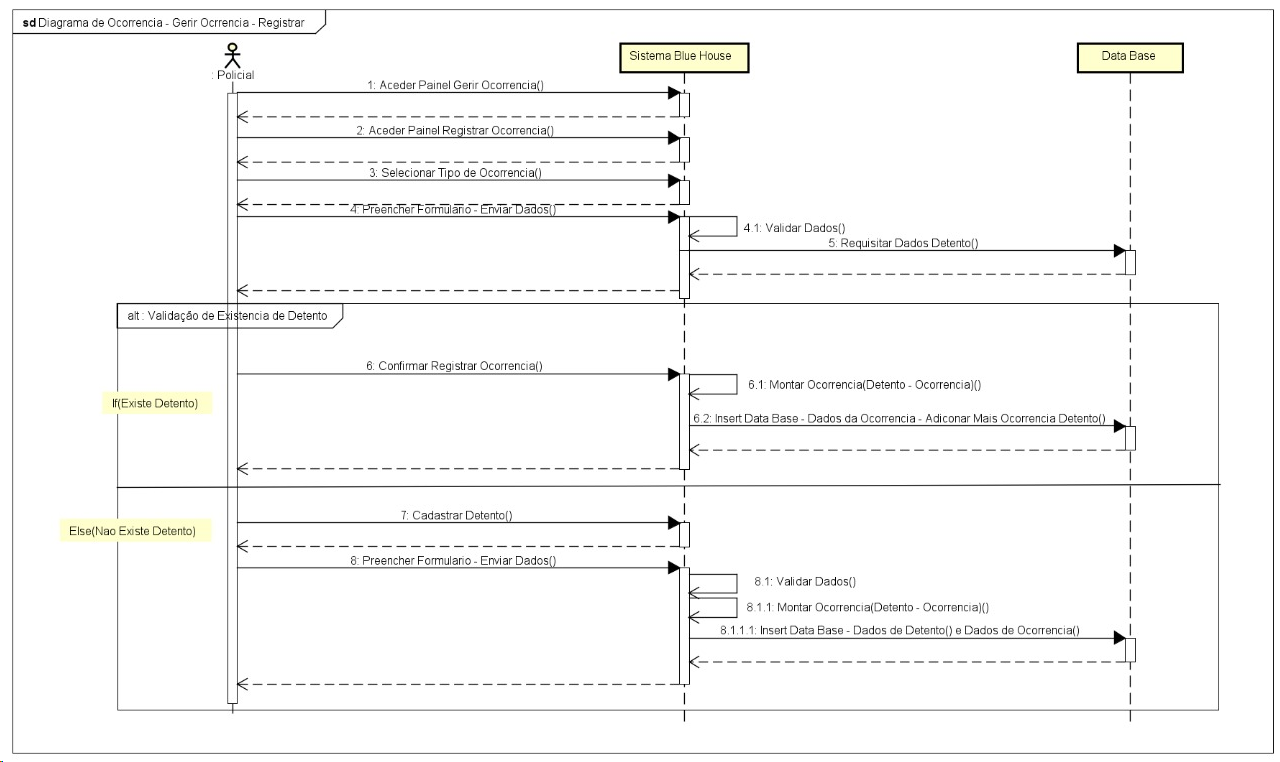 sd Diagrama de Ocorrencia - Gerir Ocrrencia - Registrar
: Policial
Sistema Blue House
Data Base
1: Aceder Painel Gerir Ocorrencia()
2: Aceder Painel Registrar Ocorrencia()
3: Selecionar Tipo de Ocorrencia()
4: Preencher Formulario - Enviar Dados()
4.1: Validar Dados()
5: Requisitar Dados Detento()
alt : Validação de Existencia de Detento
6: Confirmar Registrar Ocorrencia()
6.1: Montar Ocorrencia(Detento - Ocorrencia)()
If(Existe Detento)
6.2: Insert Data Base - Dados da Ocorrencia - Adiconar Mais Ocorrencia Detento()
7: Cadastrar Detento()
Else(Nao Existe Detento)
8: Preencher Formulario - Enviar Dados()
8.1: Validar Dados()
8.1.1: Montar Ocorrencia(Detento - Ocorrencia)()
8.1.1.1: Insert Data Base - Dados de Detento() e Dados de Ocorrencia()